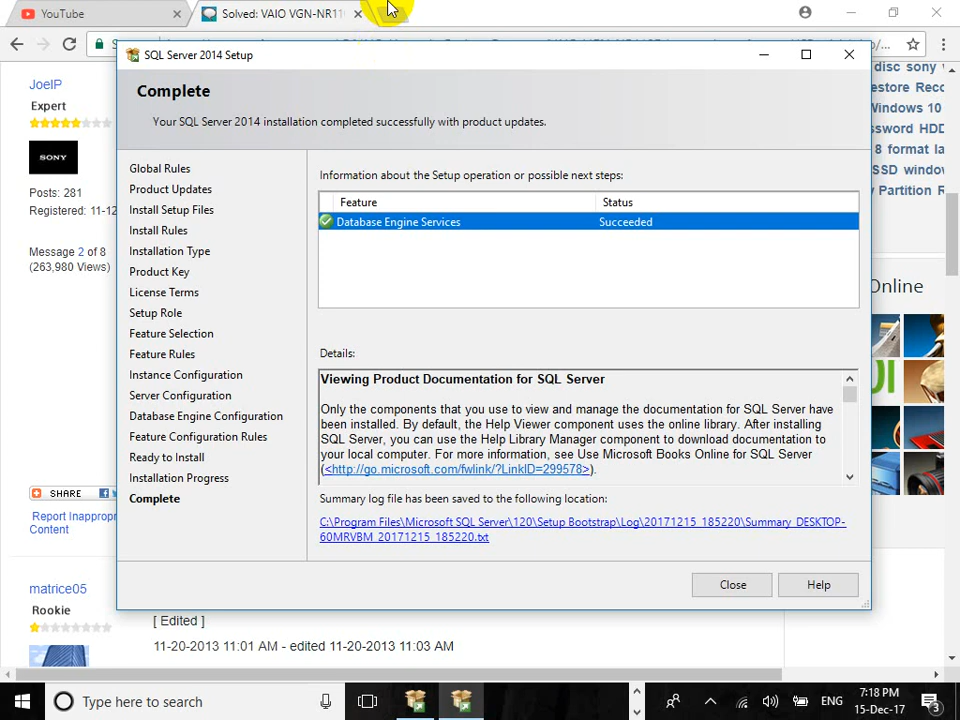 YouTube
Solved: VAIO VGN-NR11
SQL Server 2014 Setup
Complete
Your SQL Server 2014 installation completed successfully with product updates.
Global Rules
Product Updates
Install Setup Files
Install Rules
Installation Type
Product Key
License Terms
Setup Role
Feature Selection
Feature Rules
Instance Configuration
Server Configuration
Database Engine Configuration
Feature Configuration Rules
Ready to Install
Installation Progress
Complete
Information about the Setup operation or possible next steps:
Feature Status
Database Engine Services Succeeded
Details:
Viewing Product Documentation for SQL Server
Only the components that you use to view and manage the documentation for SQL Server have
been installed. By default, the Help Viewer component uses the online library. After installing
SQL Server, you can use the Help Library Manager component to download documentation to
your local computer. For more information, see Use Microsoft Books Online for SQL Server
(<http://go.microsoft.com/fwlink/?LinkID=299578>).
Summary log file has been saved to the following location:
C:\Program Files\Microsoft SQL Server\120\Setup Bootstrap\Log\20171215_185220\Summary_DESKTOP-
60MRVBM_20171215_185220.txt
Close Help
JoelP
Expert
SONY
Posts: 281
Registered: 11-12
Message 2 of 8
(263,980 Views)
SHARE
Report Inapprop
Content
matrice05
Rookie
[ Edited ]
11-20-2013 11:01 AM - edited 11-20-2013 11:03 AM
disc sony
estore Reco
Windows 10
ssword HDD
8 format la
SSD windo
Partition R
Online
Type here to search
ENG
7:18 PM
15-Dec-17
3